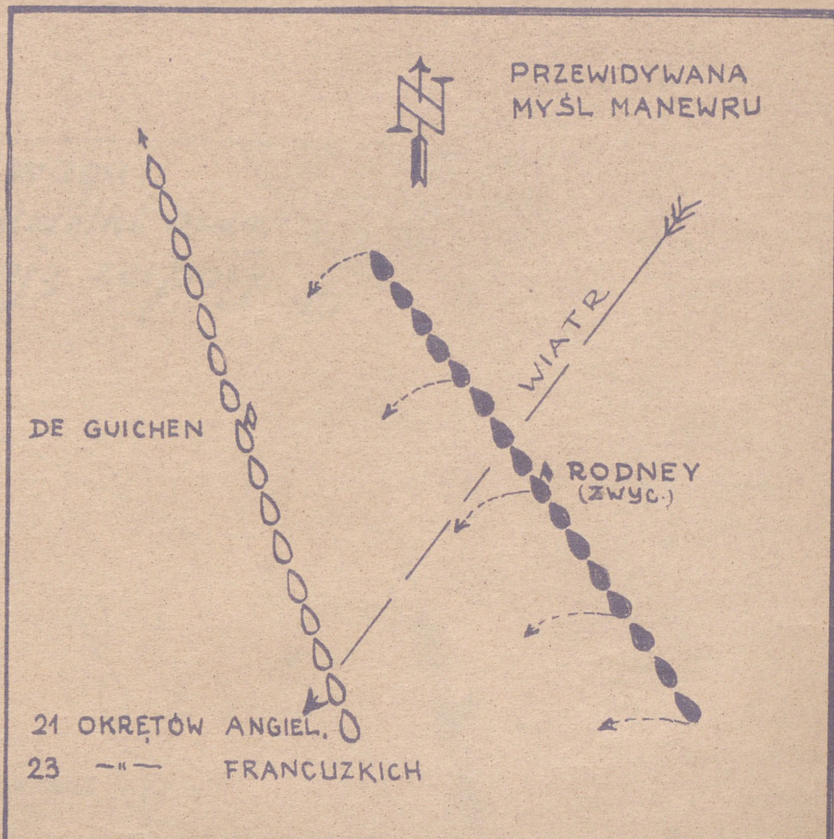 PRZEWIDYWANA
MYŚL MANEWRU
WIATR
DE GUICHEN
RODNEY
(ZWYC.)
21 OKRĘTÓW ANGIEL.
23 —"— FRANCUZKICH